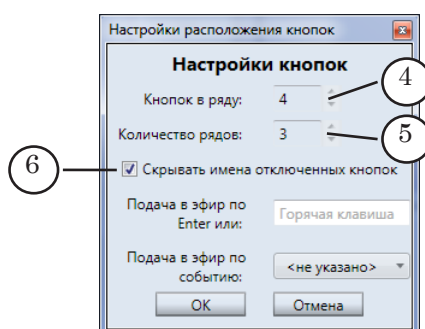 Настройки расположения кнопок
Настройки кнопок
Кнопок в ряду: 4
4
Количество рядов: 3
5
6
Скрывать имена отключенных кнопок
Подача в эфир по
Enter или:
Горячая клавиша
Подача в эфир по
событию:
<не указано>
OK Отмена